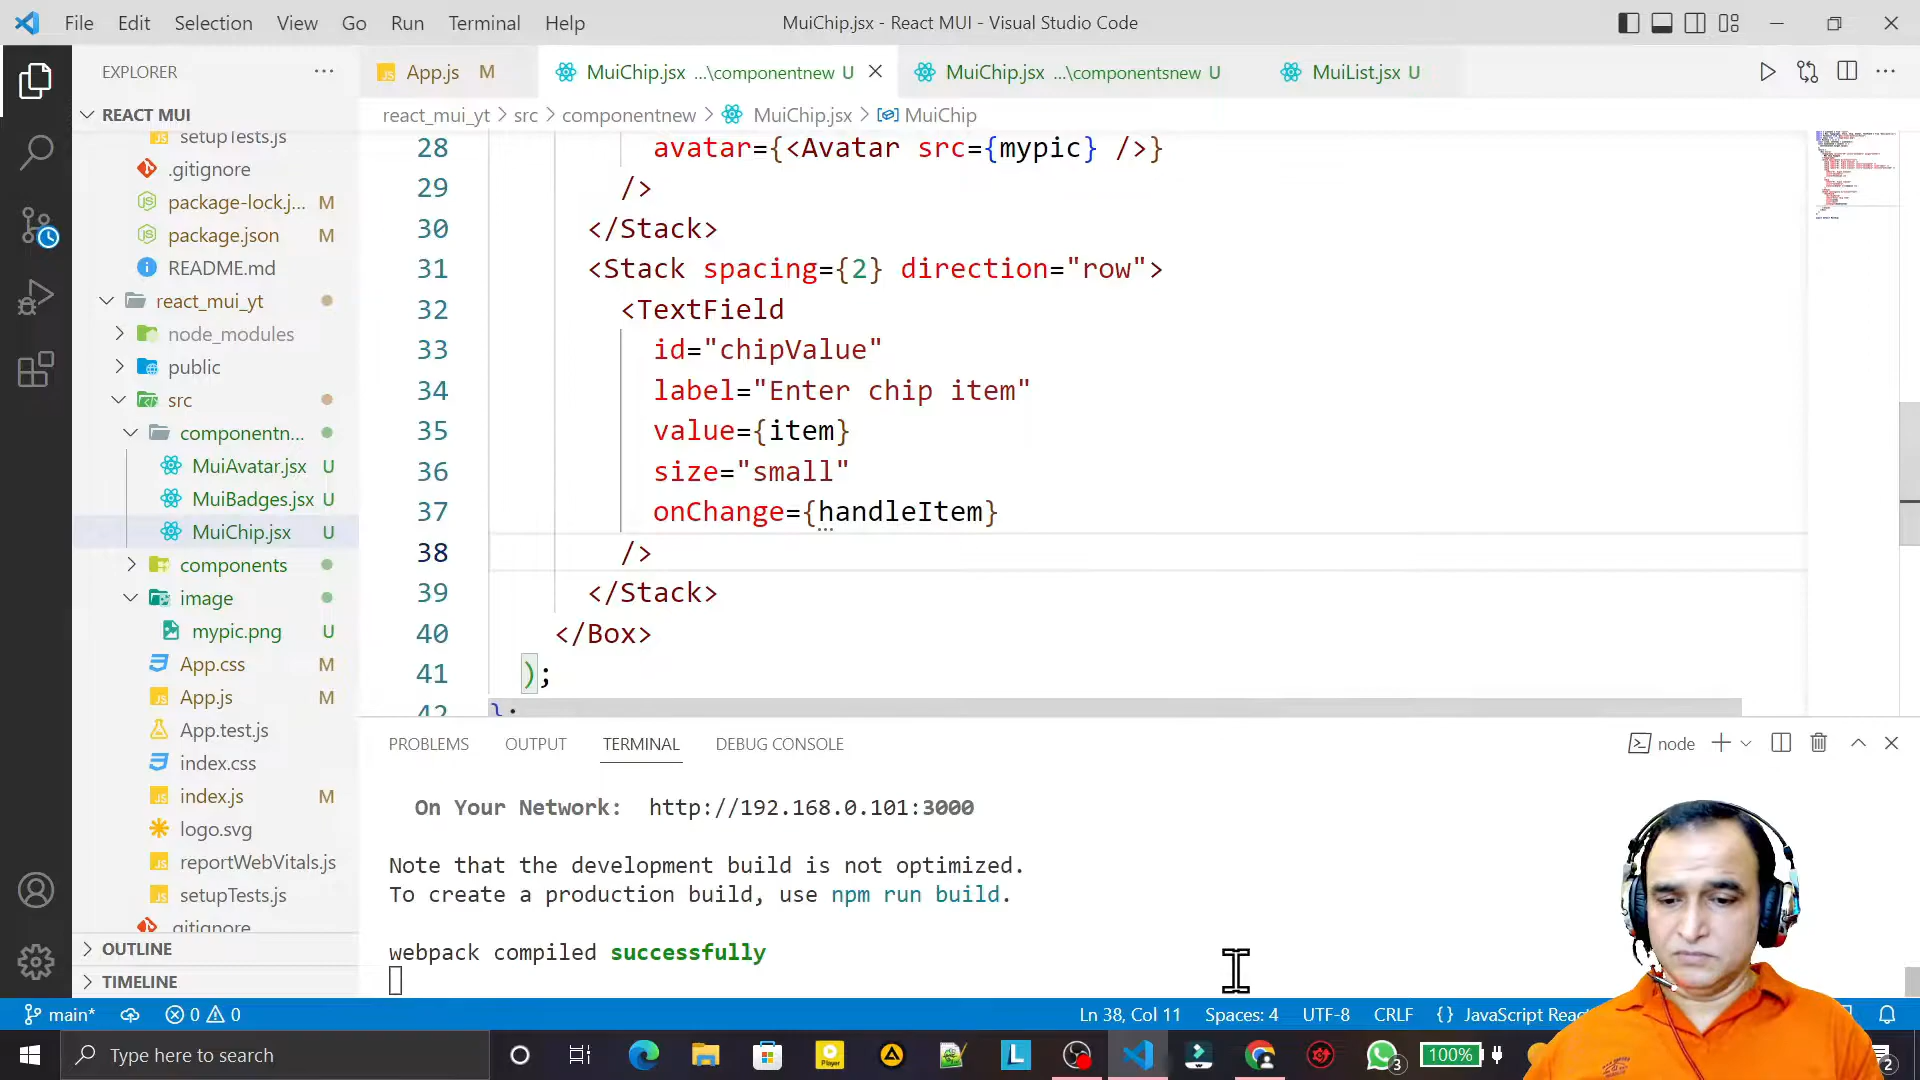 File Edit Selection View Go Run Terminal Help
MuiChip.jsx - React MUI - Visual Studio Code
EXPLORER
App.js M
MuiChip.jsx ...\componentnew U
MuiChip.jsx ...\componentsnew U
MuiList.jsx U
react_mui_yt > src > componentnew > MuiChip.jsx > MuiChip
REACT MUI
setupTests.js
.gitignore
package-lock.j... M
package.json M
README.md
react_mui_yt
node_modules
public
src
componentn...
MuiAvatar.jsx U
MuiBadges.jsx U
MuiChip.jsx U
components
image
mypic.png U
App.css M
App.js M
App.test.js
index.css
index.js M
logo.svg
reportWebVitals.js
setupTests.js
.gitignore
OUTLINE
TIMELINE
28 avatar={<Avatar src={mypic} />}
29 />
30 </Stack>
31 <Stack spacing={2} direction="row">
32 <TextField
33 id="chipValue"
34 label="Enter chip item"
35 value={item}
36 size="small"
37 onChange={handleItem}
38 />
39 </Stack>
40 </Box>
41 );
42 };
PROBLEMS OUTPUT TERMINAL DEBUG CONSOLE
node
On Your Network: http://192.168.0.101:3000
Note that the development build is not optimized.
To create a production build, use npm run build.
webpack compiled successfully
main* 0 0
Ln 38, Col 11 Spaces: 4 UTF-8 CRLF {} JavaScript Reac
Type here to search
Player
L
3
100%
2